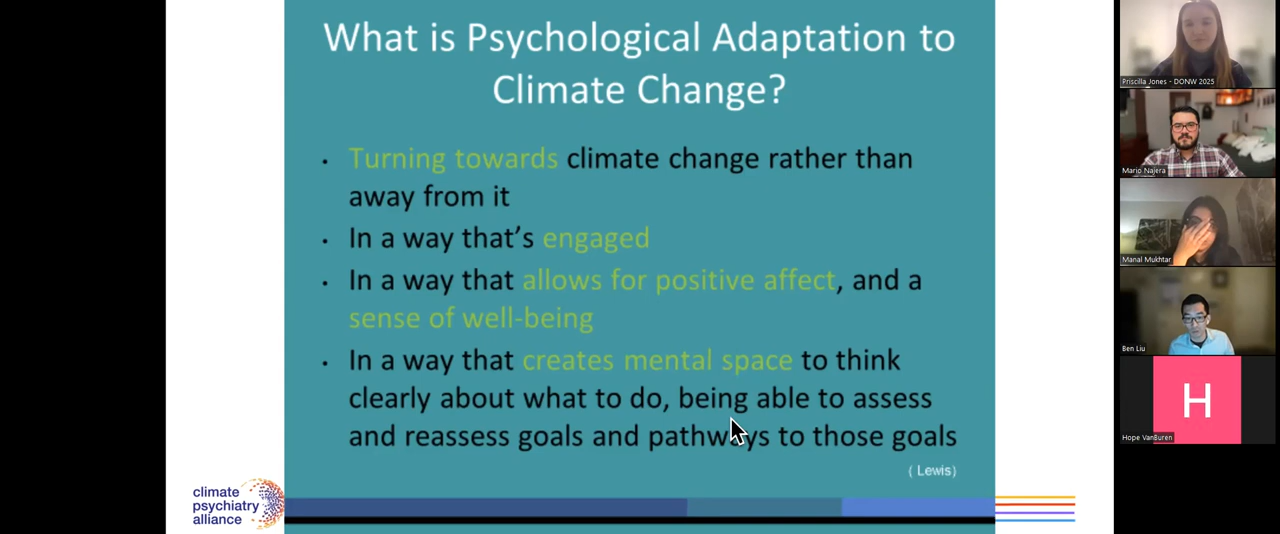 What is Psychological Adaptation to
Climate Change?
• Turning towards climate change rather than
away from it
• In a way that's engaged
• In a way that allows for positive affect, and a
sense of well-being
• In a way that creates mental space to think
clearly about what to do, being able to assess
and reassess goals and pathways to those goals
( Lewis)
climate
psychiatry
alliance
Priscilla Jones - DONW 2025
Mario Najera
Manal Mukhtar
Ben Liu
H
Hope VanBuren